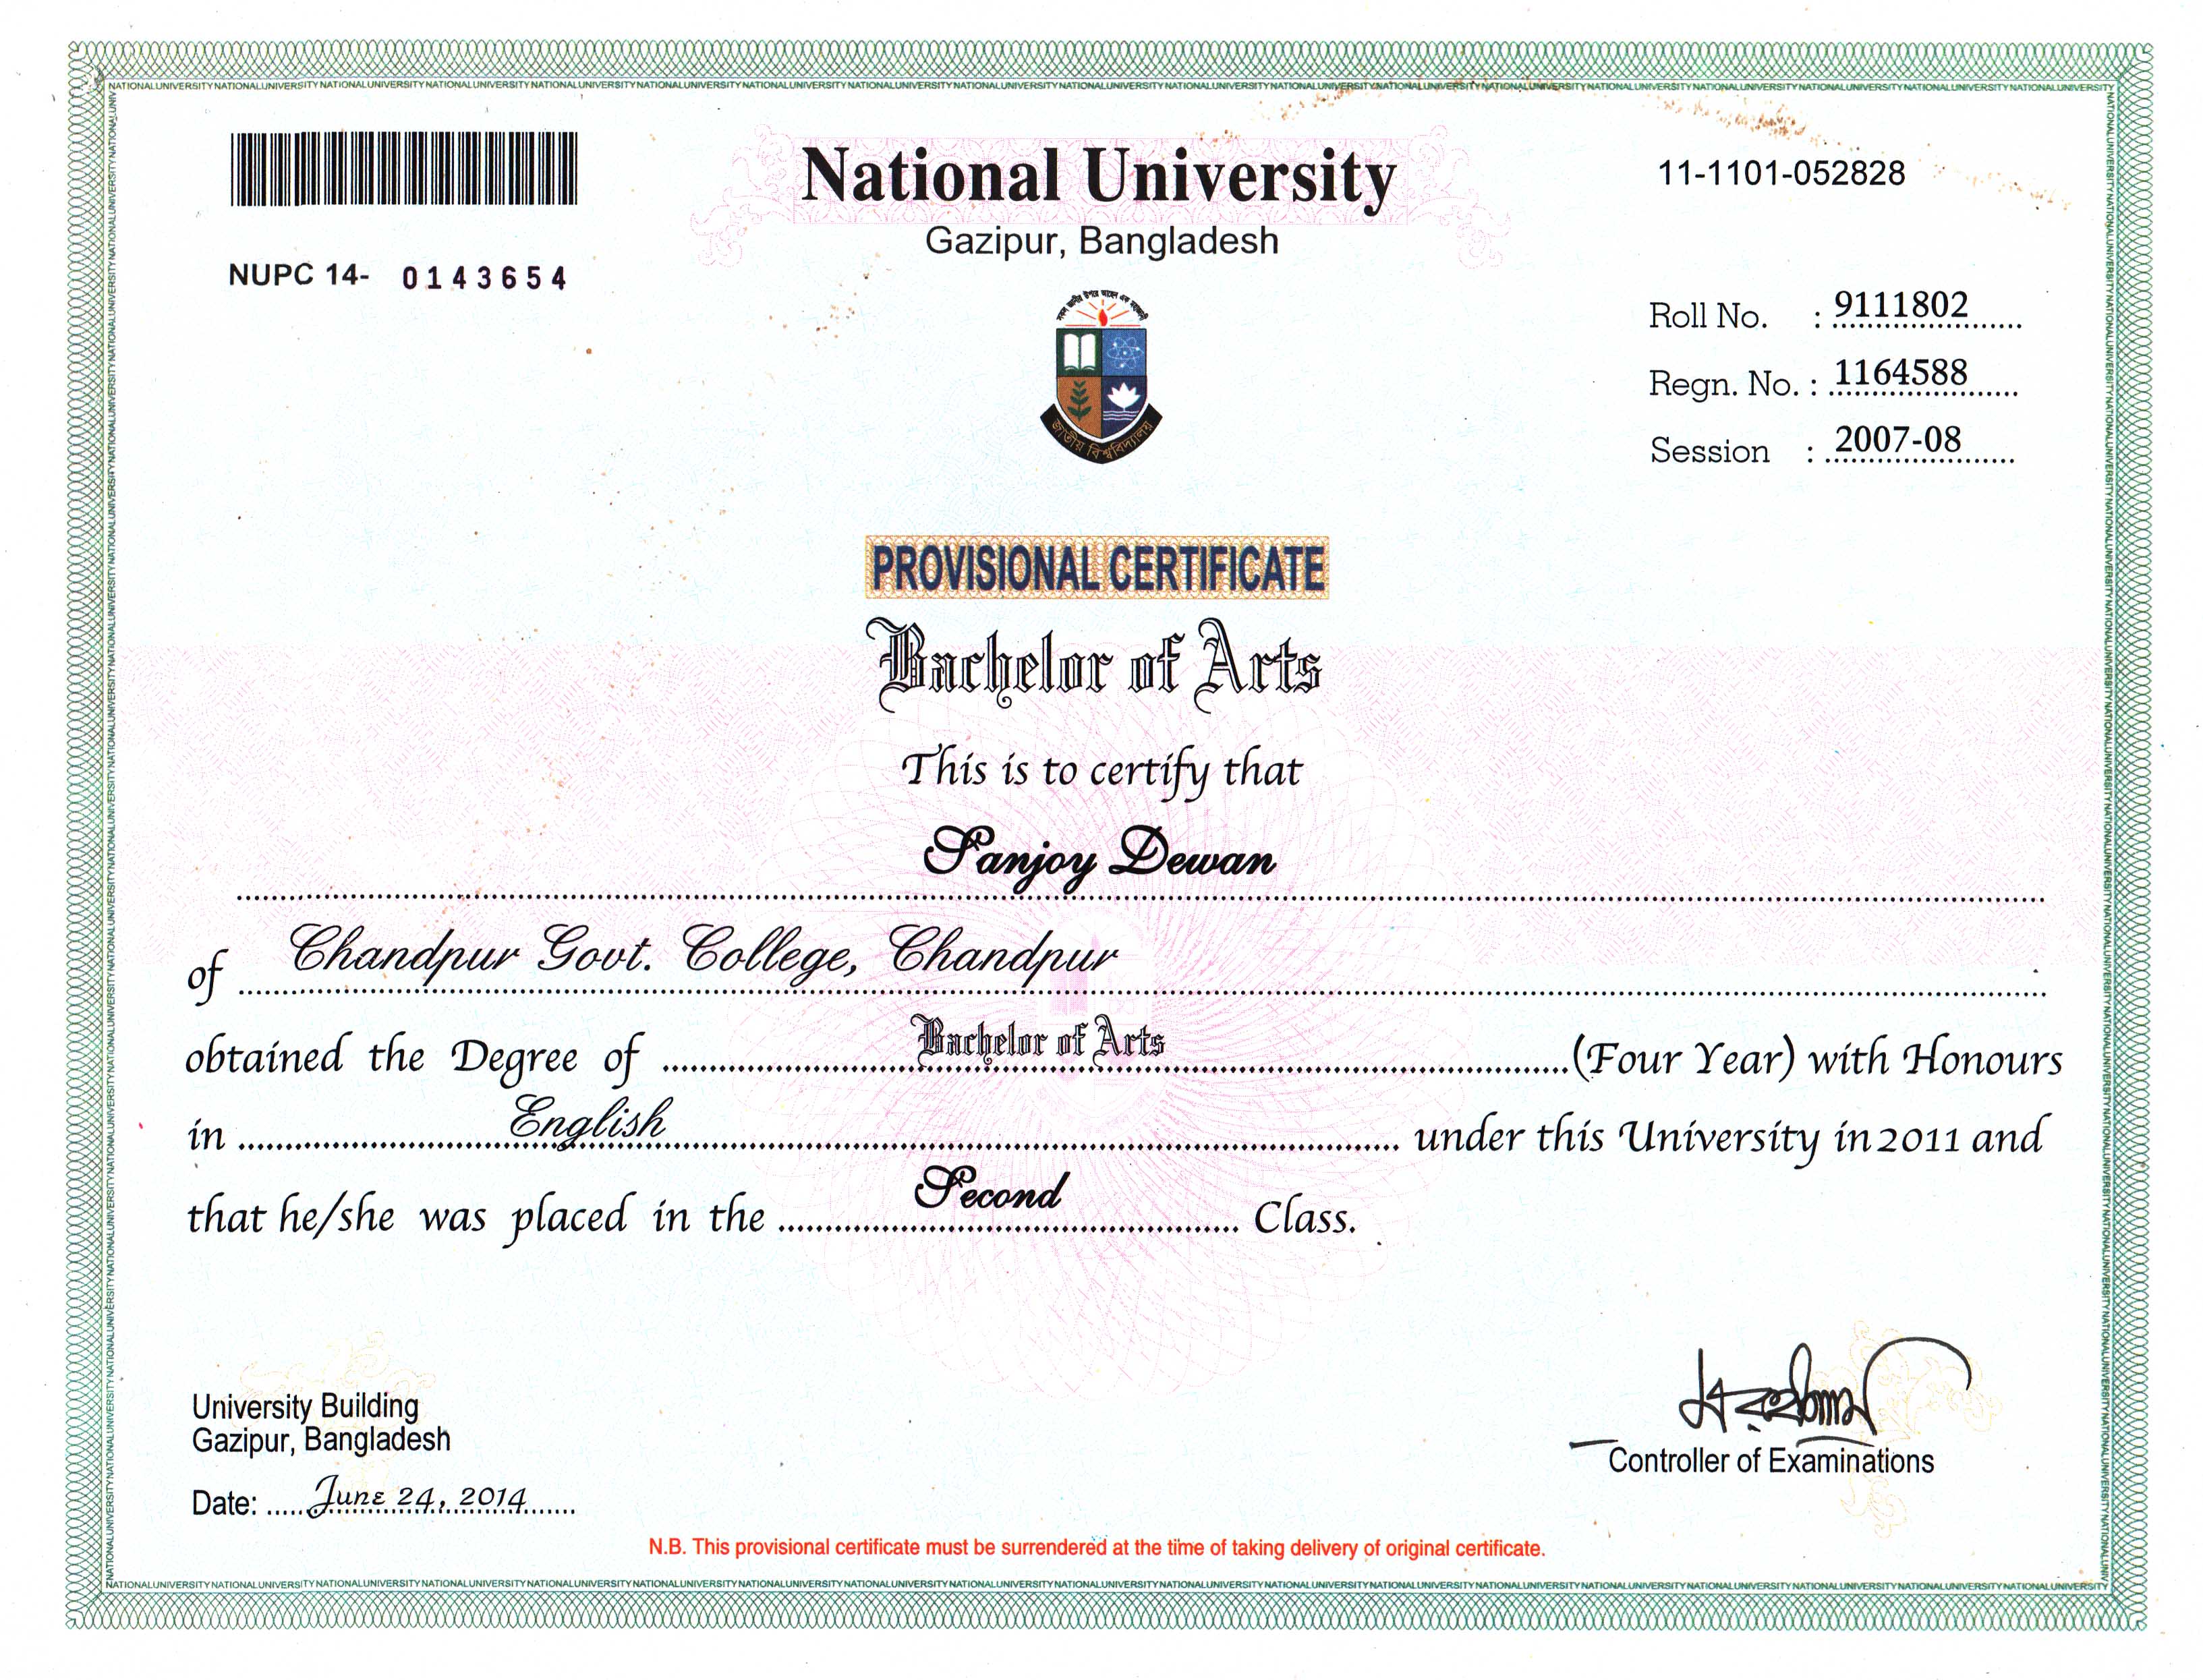 NATIONALUNIVERSITY NATIONALUNIVERSITY NATIONALUNIVERSITY
National University
Gazipur, Bangladesh
11-1101-052828
NUPC 14- 0143654
Roll No. : 9111802
Regn. No. : 1164588
Session : 2007-08
জাতীয় বিশ্ববিদ্যালয়
PROVISIONAL CERTIFICATE
Bachelor of Arts
This is to certify that
Sanjoy Dewan
of Chandpur Govt. College, Chandpur
obtained the Degree of Bachelor of Arts (Four Year) with Honours
in English under this University in 2011 and
that he/she was placed in the Second Class.
University Building
Gazipur, Bangladesh
Date: June 24, 2014
Controller of Examinations
N.B. This provisional certificate must be surrendered at the time of taking delivery of original certificate.